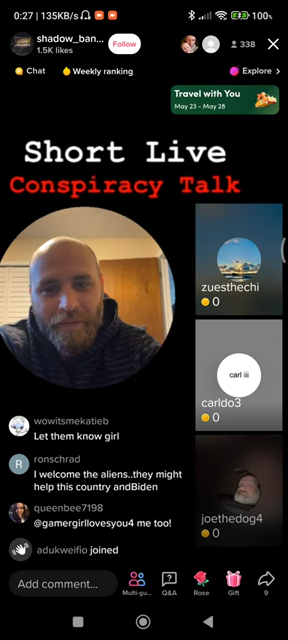 0:27 | 135KB/s
100%
shadow_ban...
1.5K likes
Follow
338
Chat
Weekly ranking
Explore >
Travel with You
May 23 - May 28
Short Live
Conspiracy Talk
zuesthechi
0
carl iii
carldo3
0
joethedog4
0
wowitsmekatieb
Let them know girl
R
ronschrad
I welcome the aliens..they might
help this country andBiden
queenbee7198
@gamergirllovesyou4 me too!
adukweifio joined
Add comment...
Multi-gu...
Q&A
Rose
Gift
9